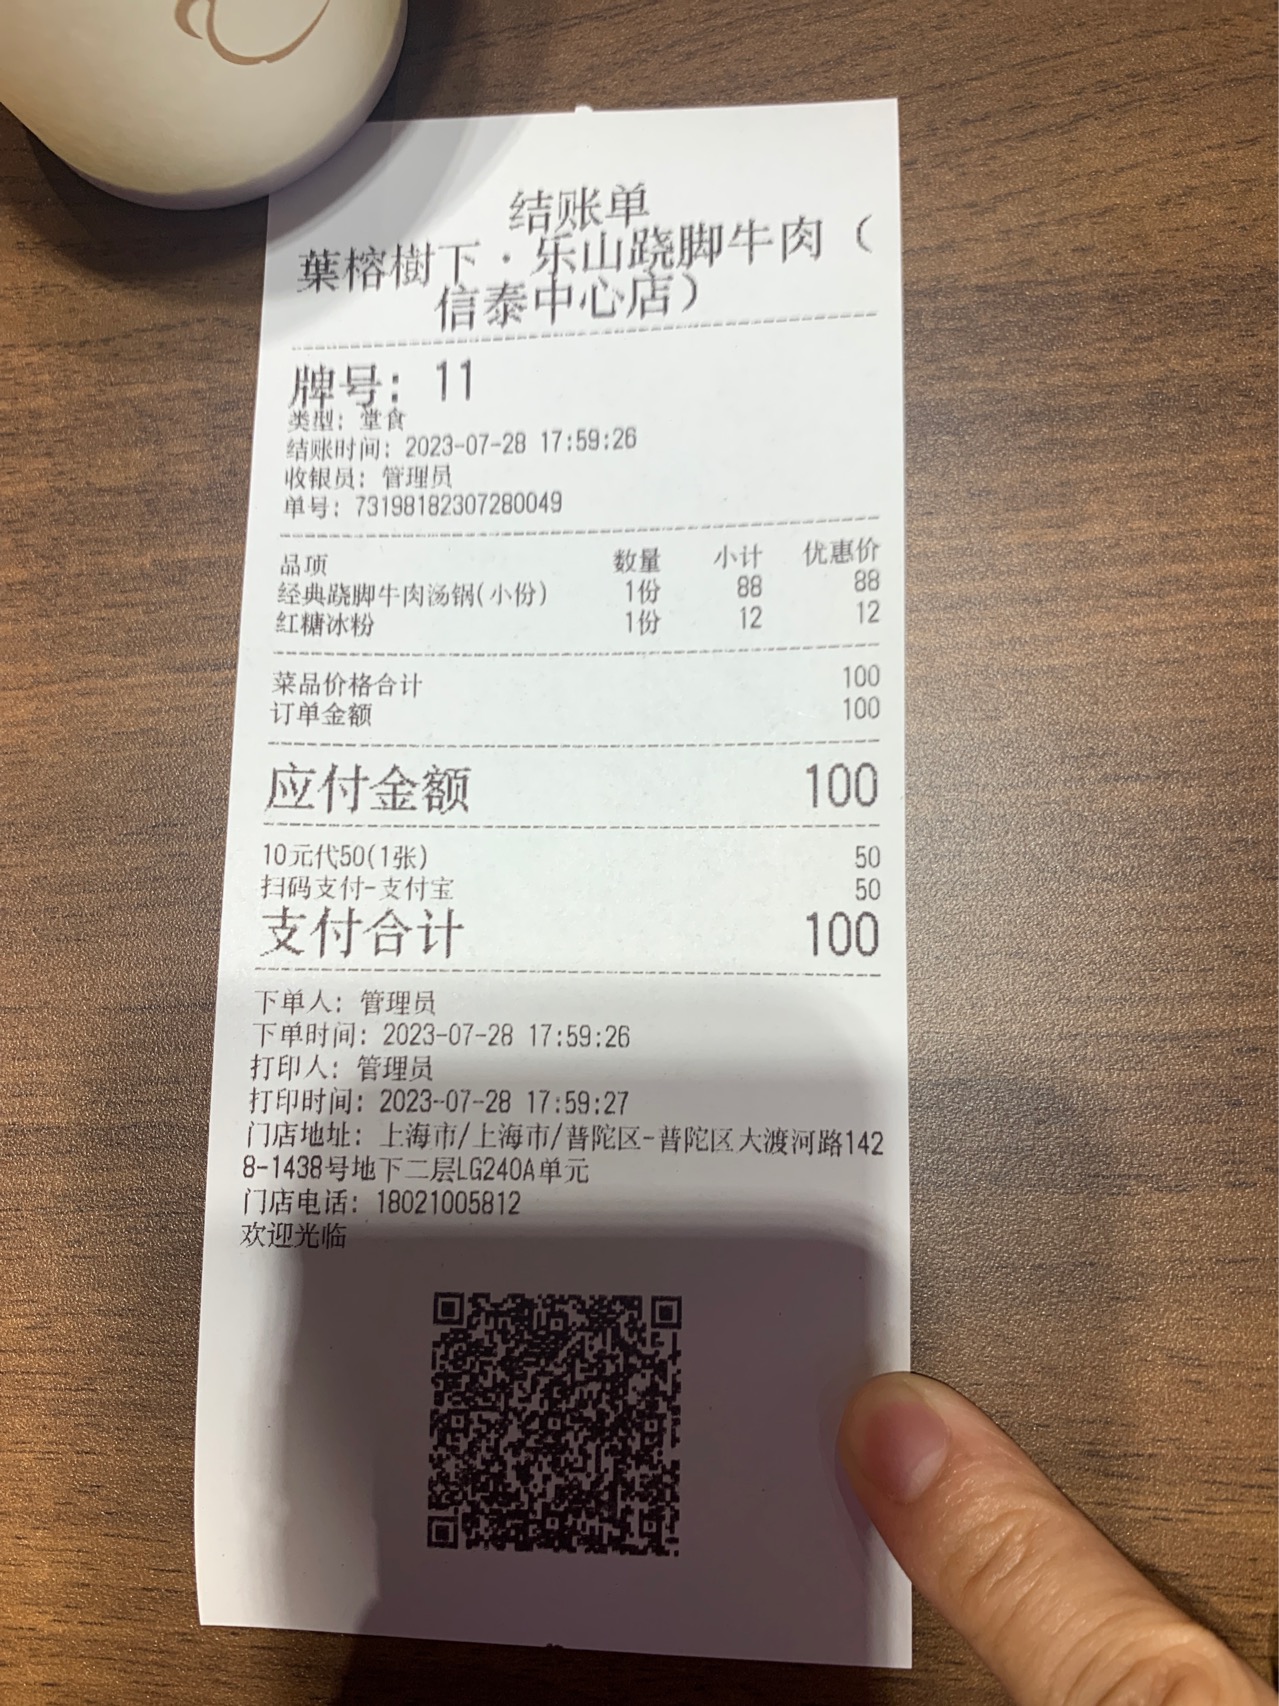 结账单
葉榕樹下·乐山跷脚牛肉（
信泰中心店）
牌号：11
类型：堂食
结账时间：2023-07-28 17:59:26
收银员：管理员
单号：73198182307280049
品项 数量 小计 优惠价
经典跷脚牛肉汤锅(小份) 1份 88 88
红糖冰粉 1份 12 12
菜品价格合计 100
订单金额 100
应付金额 100
10元代50(1张) 50
扫码支付-支付宝 50
支付合计 100
下单人：管理员
下单时间：2023-07-28 17:59:26
打印人：管理员
打印时间：2023-07-28 17:59:27
门店地址：上海市/上海市/普陀区-普陀区大渡河路142
8-1438号地下二层LG240A单元
门店电话：18021005812
欢迎光临